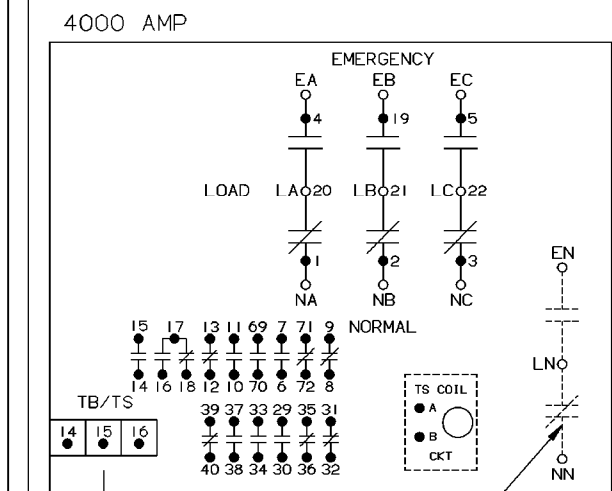 4000 AMP
EMERGENCY
EA EB EC
4 19 5
LOAD LA 20 LB 21 LC 22
1 2 3
NA NB NC
EN
LN
NN
NORMAL
15 17 13 11 69 7 71 9
14 16 18 12 10 70 6 72 8
TB/TS
14 15 16
39 37 33 29 35 31
40 38 34 30 36 32
TS COIL
A
B
CKT